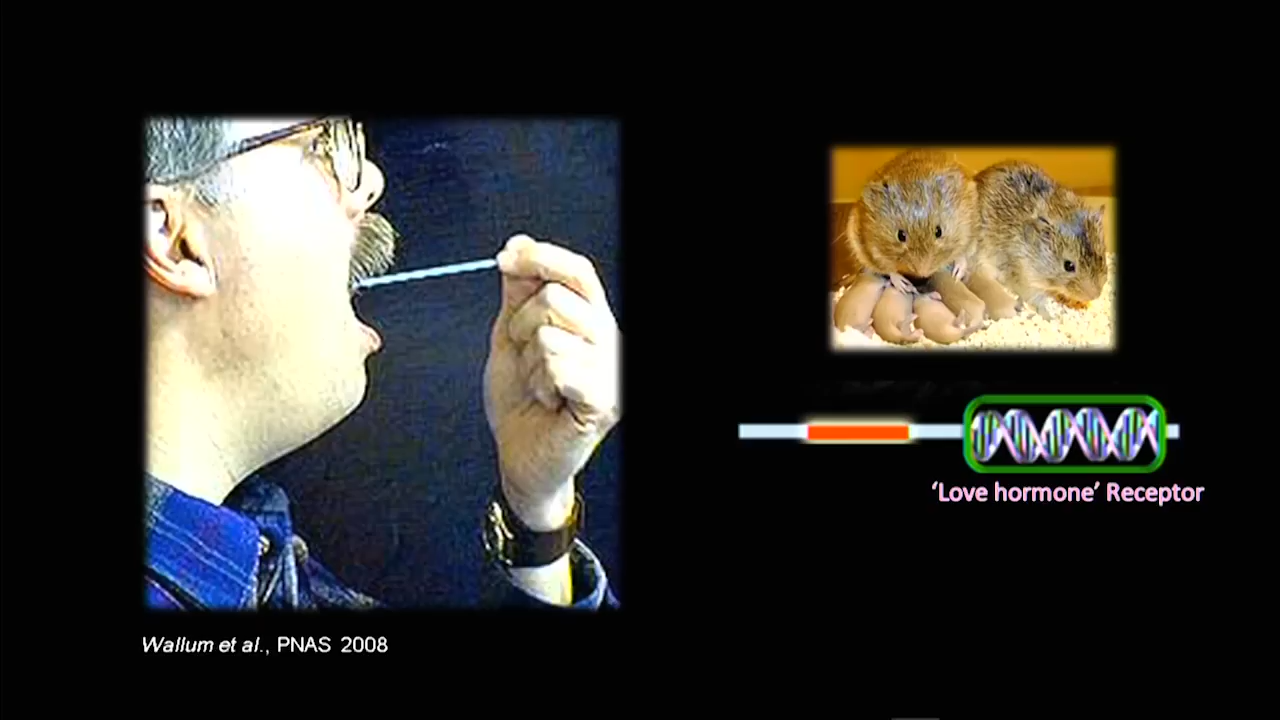 ‘Love hormone’ Receptor
Wallum et al., PNAS 2008